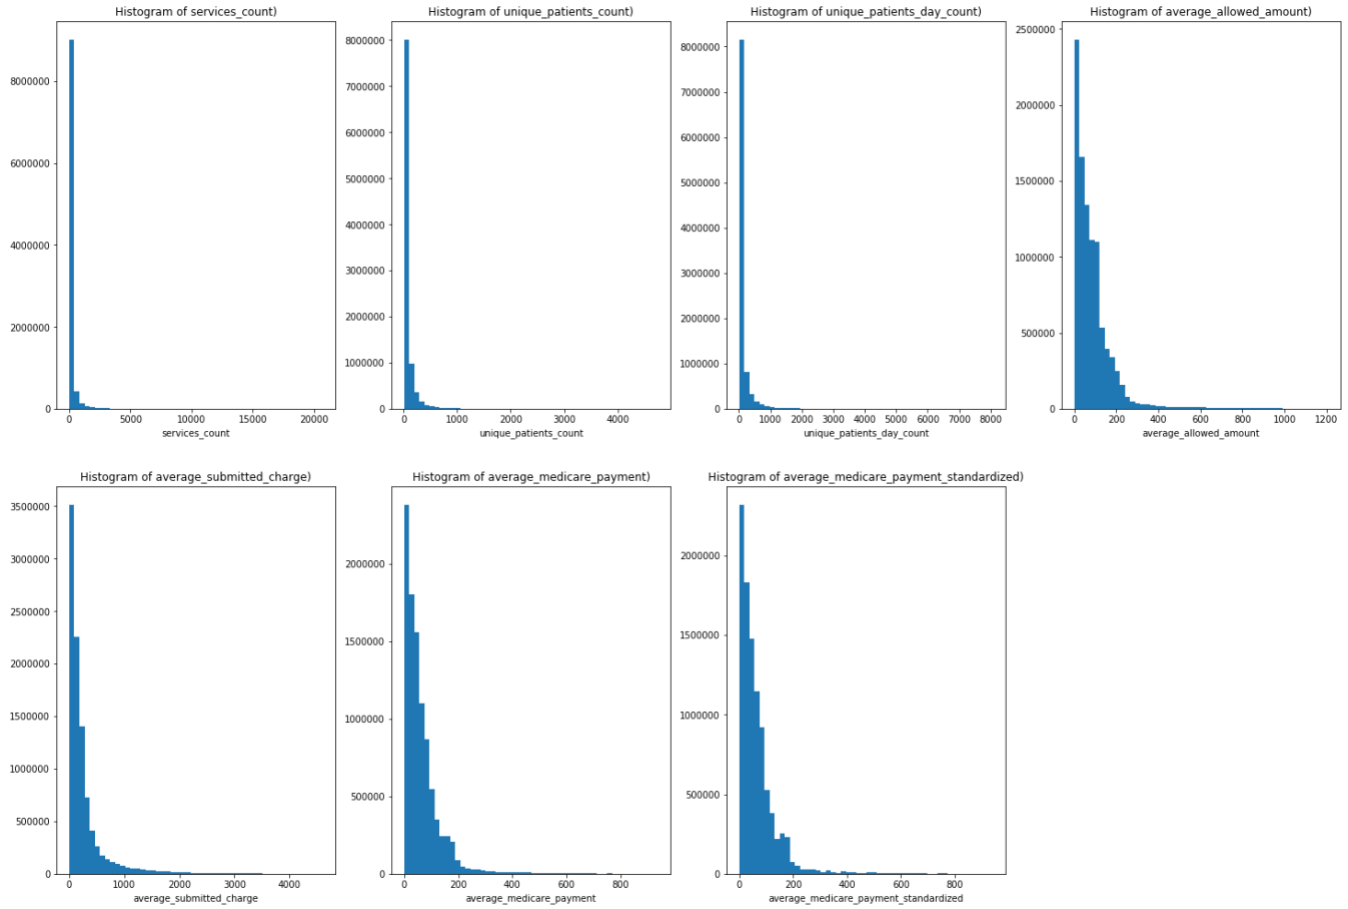 Histogram of services_count)
8000000
6000000
4000000
2000000
0
0 5000 10000 15000 20000
services_count
Histogram of unique_patients_count)
8000000
7000000
6000000
5000000
4000000
3000000
2000000
1000000
0
0 1000 2000 3000 4000
unique_patients_count
Histogram of unique_patients_day_count)
8000000
7000000
6000000
5000000
4000000
3000000
2000000
1000000
0
0 1000 2000 3000 4000 5000 6000 7000 8000
unique_patients_day_count
Histogram of average_allowed_amount)
2500000
2000000
1500000
1000000
500000
0
0 200 400 600 800 1000 1200
average_allowed_amount
Histogram of average_submitted_charge)
3500000
3000000
2500000
2000000
1500000
1000000
500000
0
0 1000 2000 3000 4000
average_submitted_charge
Histogram of average_medicare_payment)
2000000
1500000
1000000
500000
0
0 200 400 600 800
average_medicare_payment
Histogram of average_medicare_payment_standardized)
2000000
1500000
1000000
500000
0
0 200 400 600 800
average_medicare_payment_standardized